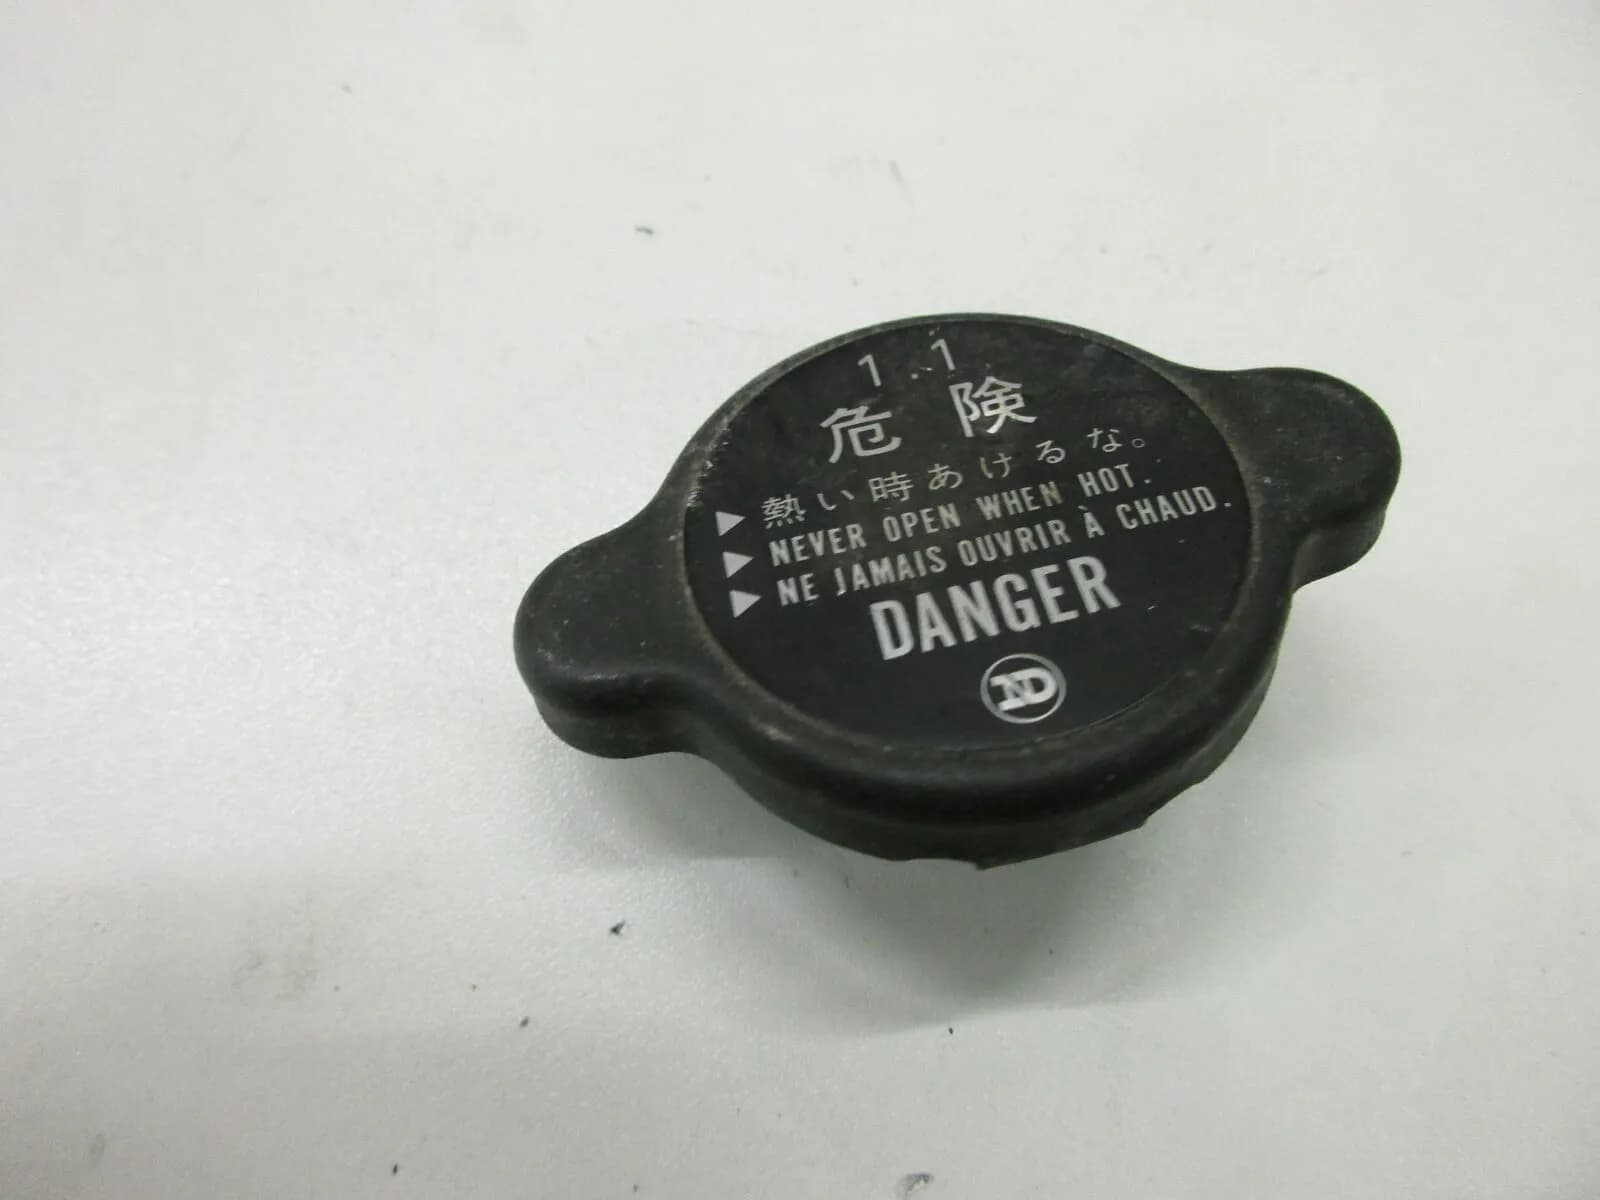 1.1
危険
▶熱い時あけるな。
▶NEVER OPEN WHEN HOT.
▶NE JAMAIS OUVRIR À CHAUD.
DANGER
ND